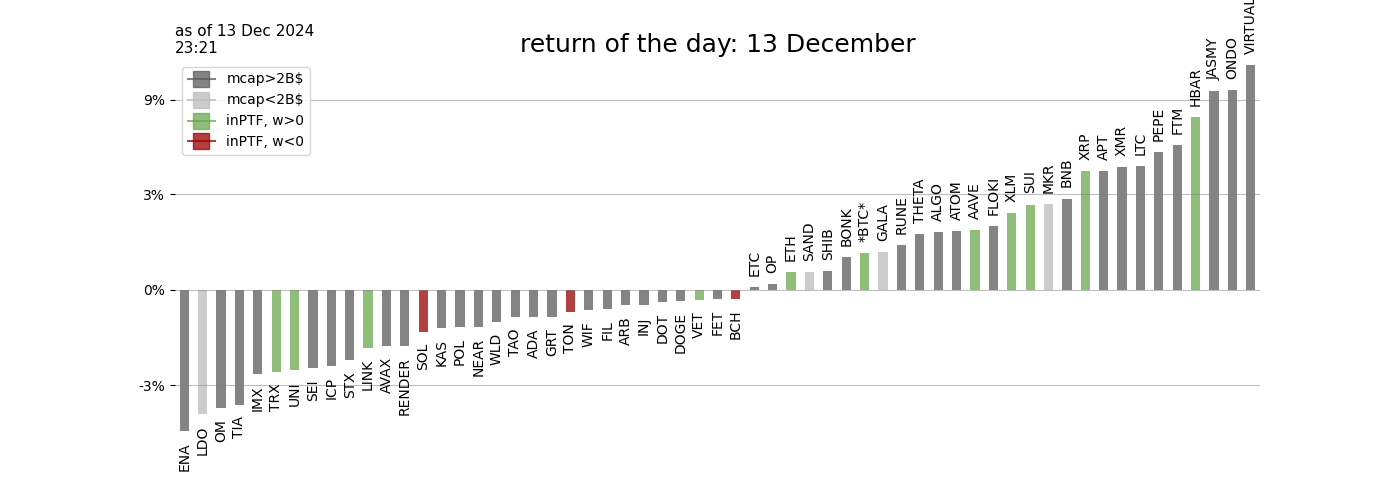 as of 13 Dec 2024
23:21
return of the day: 13 December
mcap>2B$
mcap<2B$
inPTF, w>0
inPTF, w<0
9%
3%
0%
-3%
ENA
LDO
OM
TIA
IMX
TRX
UNI
SEI
ICP
STX
LINK
AVAX
RENDER
SOL
KAS
POL
NEAR
WLD
TAO
ADA
GRT
TON
WIF
FIL
ARB
INJ
DOT
DOGE
VET
FET
BCH
ETC
OP
ETH
SAND
SHIB
BONK
*BTC*
GALA
RUNE
THETA
ALGO
ATOM
AAVE
FLOKI
XLM
SUI
MKR
BNB
XRP
APT
XMR
LTC
PEPE
FTM
HBAR
JASMY
ONDO
VIRTUAL